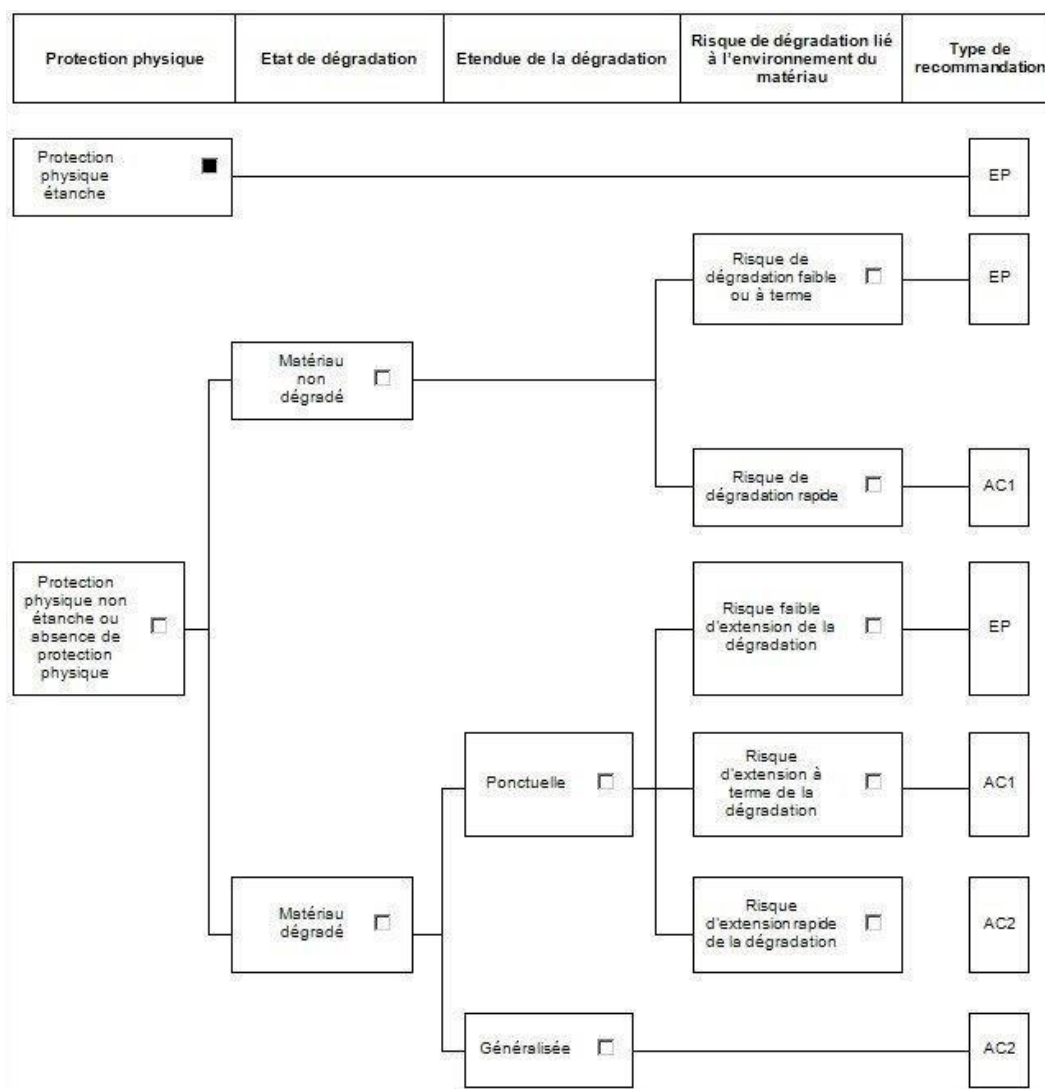 Protection physique
Etat de dégradation
Etendue de la dégradation
Risque de dégradation lié
à l'environnement du
matériau
Type de
recommandation
Protection
physique
étanche
EP
Risque de
dégradation faible
ou à terme
EP
Matériau
non
dégradé
Risque de
dégradation rapide
AC1
Protection
physique non
étanche ou
absence de
protection
physique
Risque faible
d'extension de la
dégradation
EP
Ponctuelle
Risque
d'extension à
terme de la
dégradation
AC1
Matériau
dégradé
Risque
d'extension rapide
de la dégradation
AC2
Généralisée
AC2